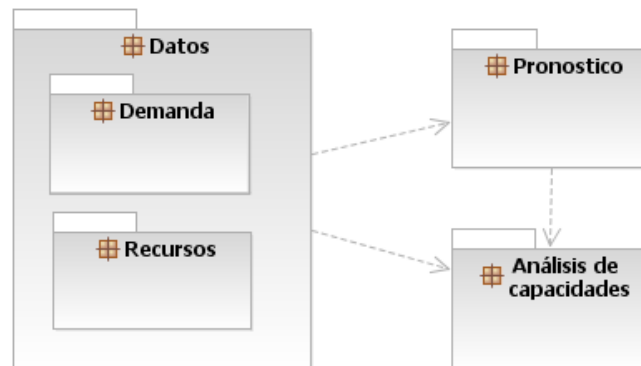 Datos
Demanda
Recursos
Pronostico
Análisis de
capacidades